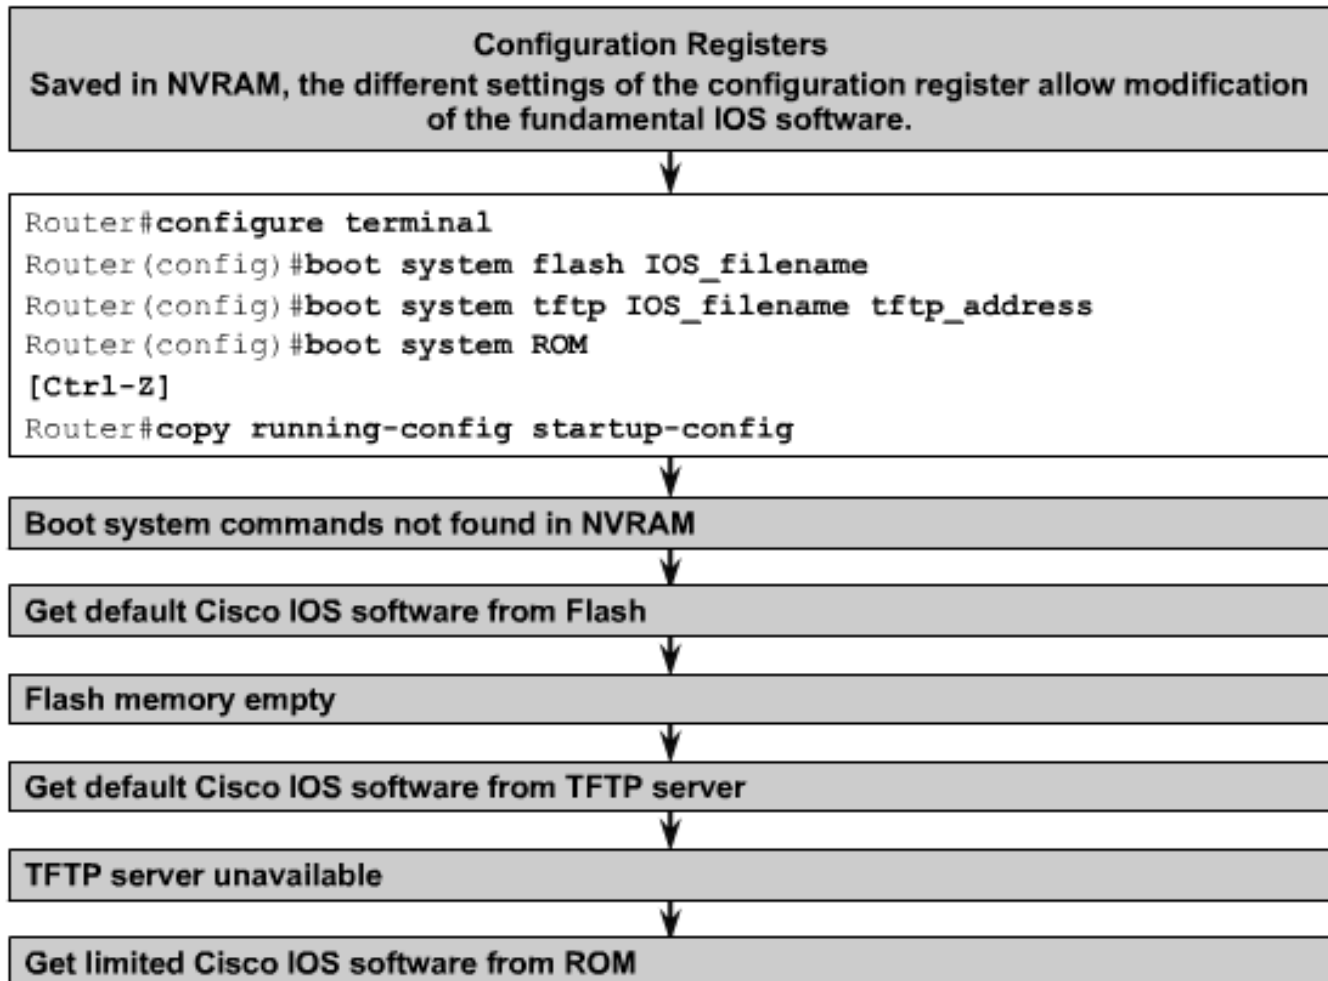 Configuration Registers
Saved in NVRAM, the different settings of the configuration register allow modification
of the fundamental IOS software.
Router#configure terminal
Router(config)#boot system flash IOS_filename
Router(config)#boot system tftp IOS_filename tftp_address
Router(config)#boot system ROM
[Ctrl-Z]
Router#copy running-config startup-config
Boot system commands not found in NVRAM
Get default Cisco IOS software from Flash
Flash memory empty
Get default Cisco IOS software from TFTP server
TFTP server unavailable
Get limited Cisco IOS software from ROM